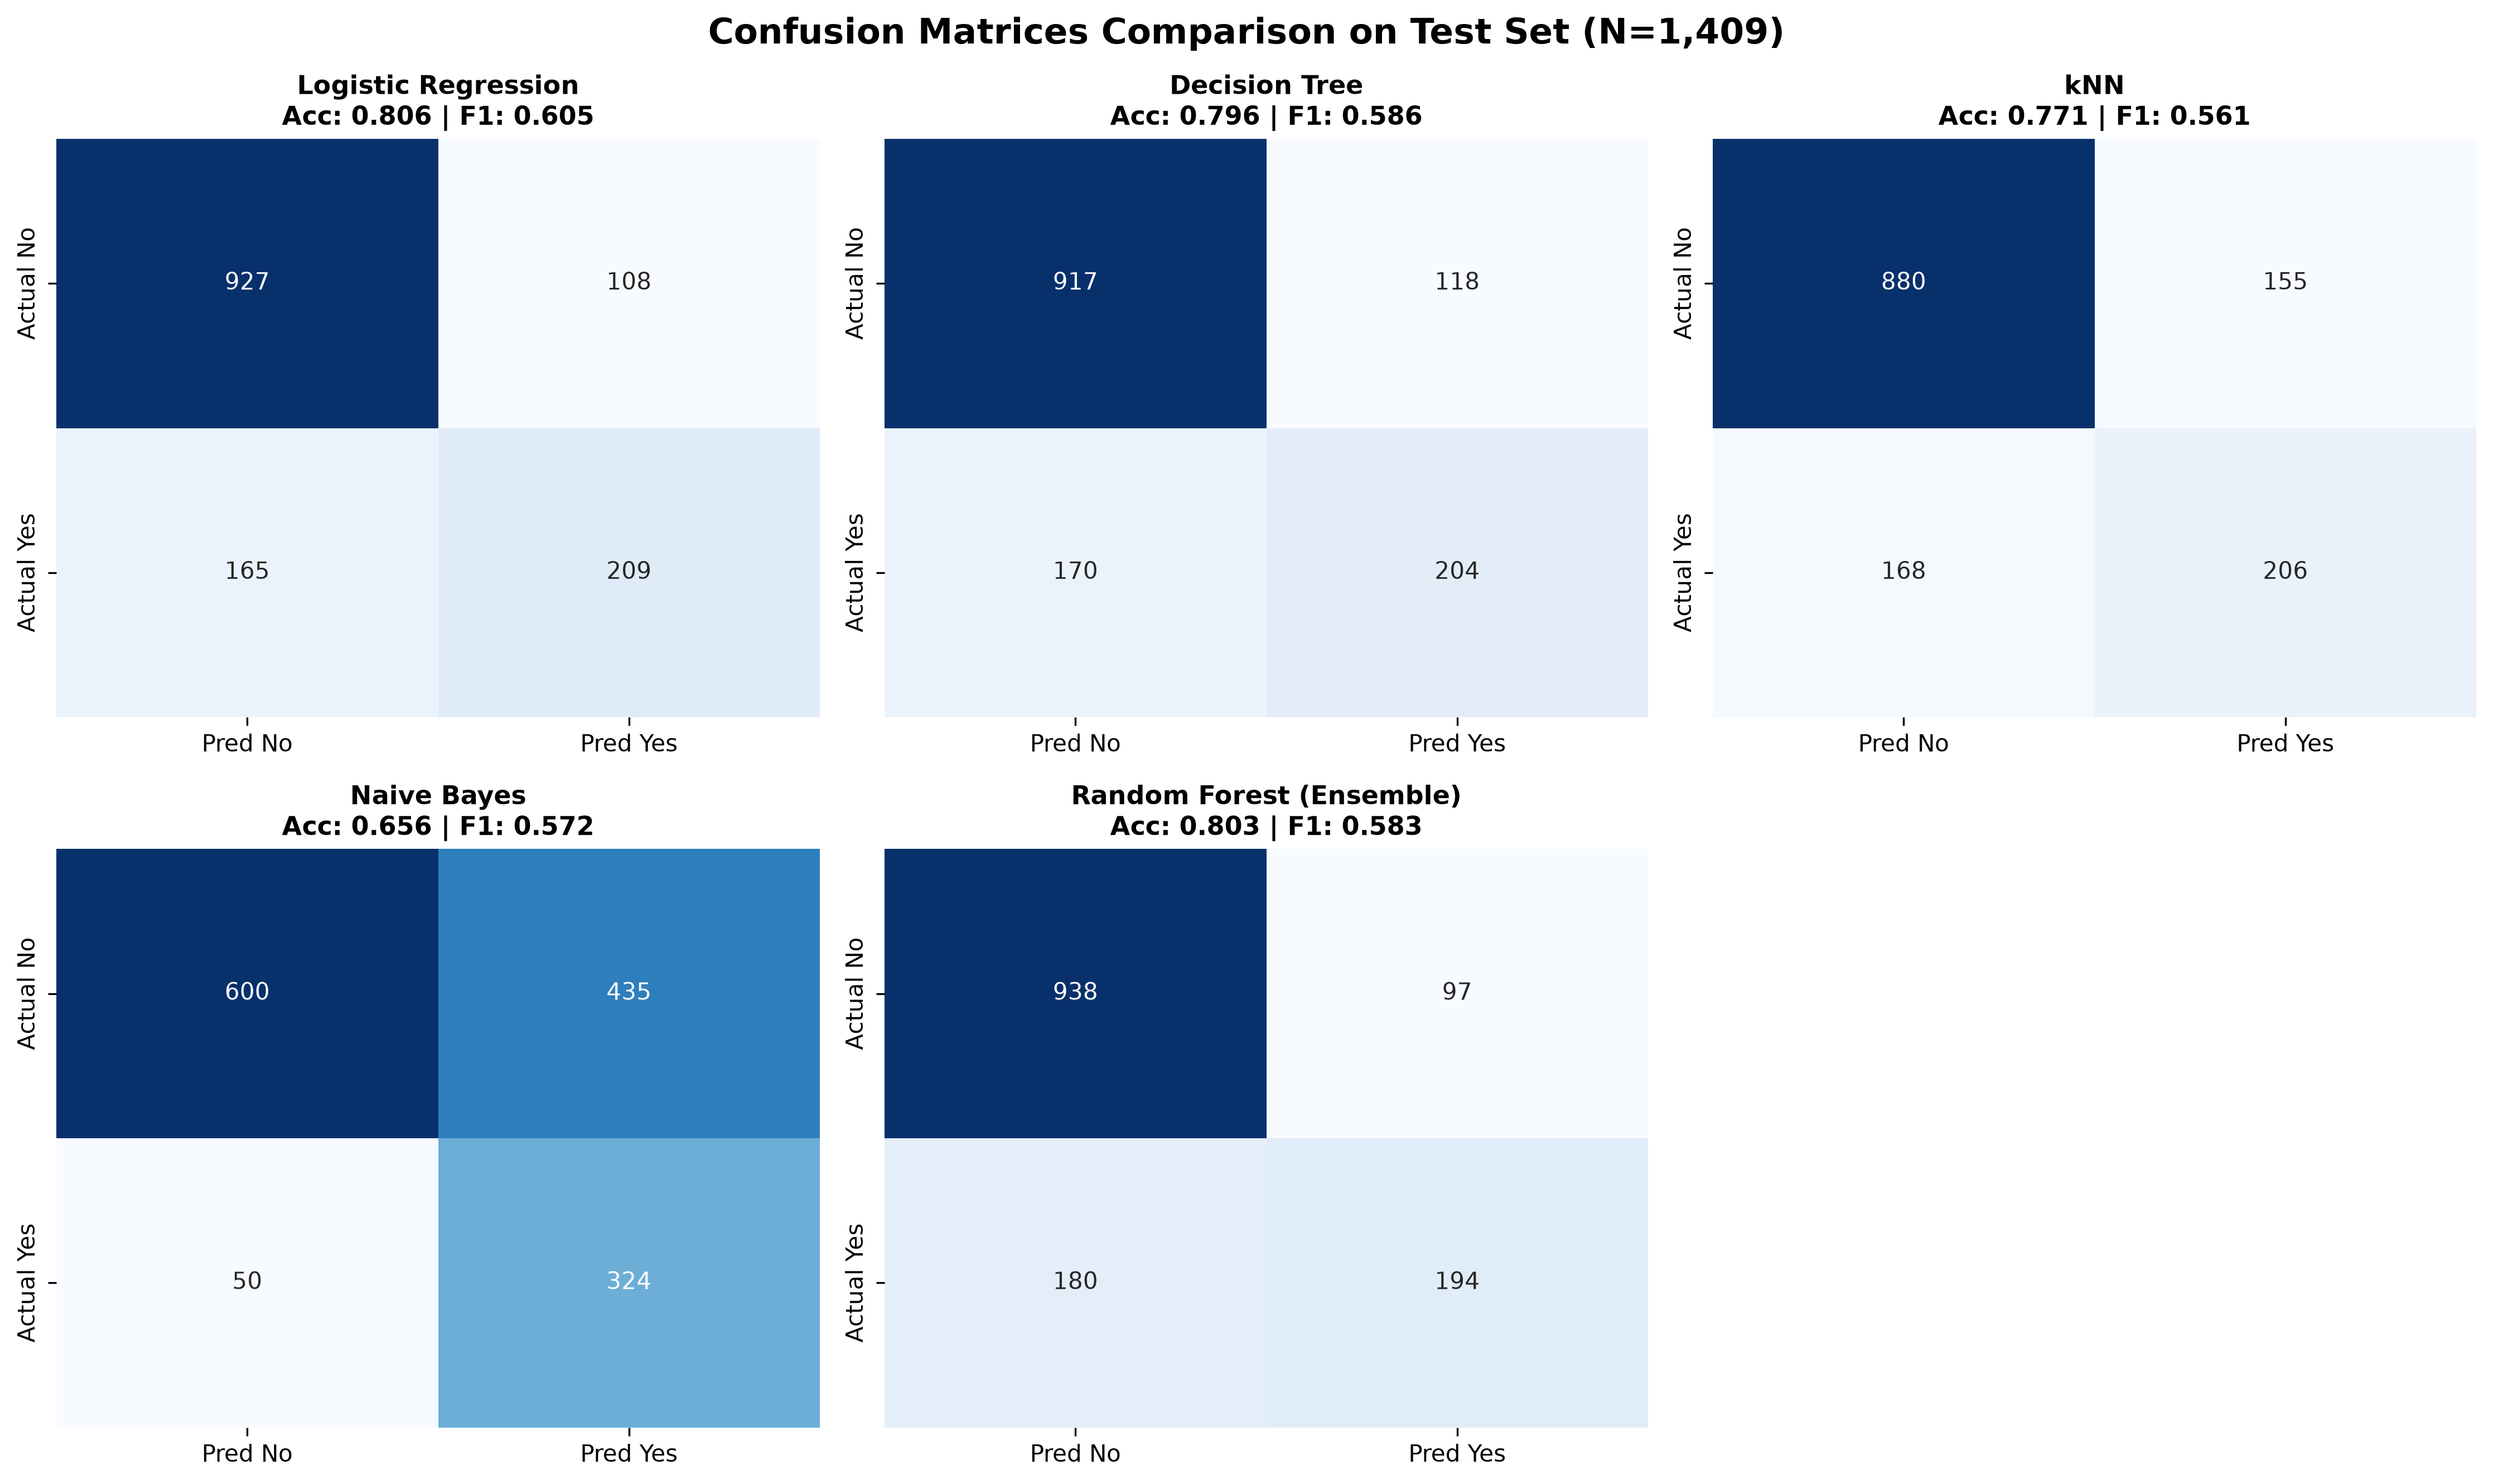 Confusion Matrices Comparison on Test Set (N=1,409)
Logistic Regression
Acc: 0.806 | F1: 0.605
Actual No
927
108
Actual Yes
165
209
Pred No
Pred Yes
Decision Tree
Acc: 0.796 | F1: 0.586
Actual No
917
118
Actual Yes
170
204
Pred No
Pred Yes
kNN
Acc: 0.771 | F1: 0.561
Actual No
880
155
Actual Yes
168
206
Pred No
Pred Yes
Naive Bayes
Acc: 0.656 | F1: 0.572
Actual No
600
435
Actual Yes
50
324
Pred No
Pred Yes
Random Forest (Ensemble)
Acc: 0.803 | F1: 0.583
Actual No
938
97
Actual Yes
180
194
Pred No
Pred Yes